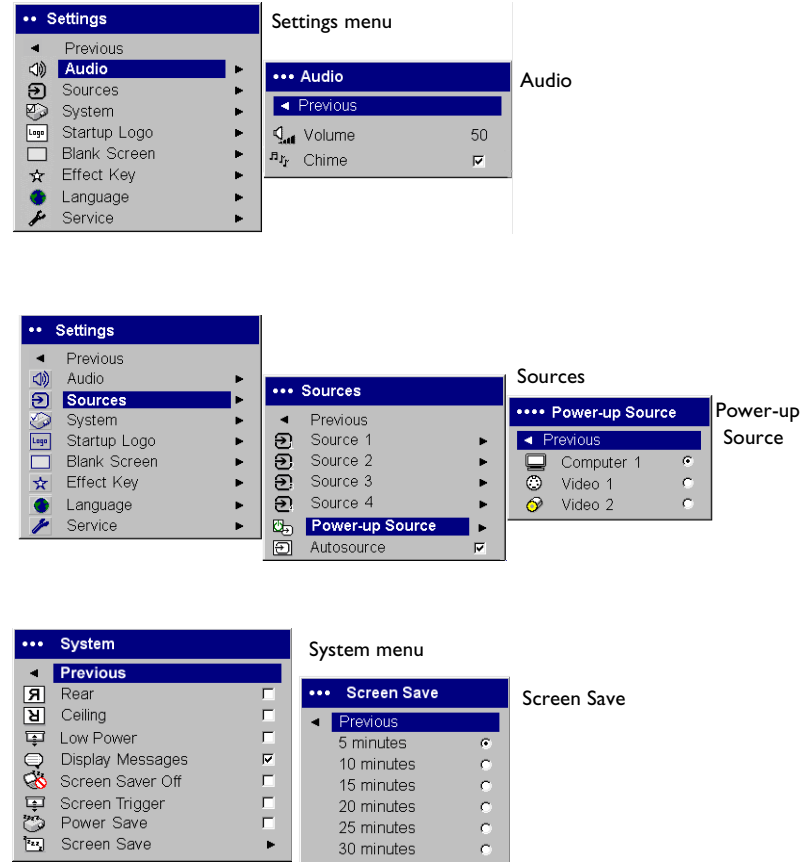 •• Settings
Previous
Audio
Sources
System
Logo Startup Logo
Blank Screen
Effect Key
Language
Service
Settings menu
••• Audio
Previous
Volume 50
Chime
Audio
•• Settings
Previous
Audio
Sources
System
Logo Startup Logo
Blank Screen
Effect Key
Language
Service
••• Sources
Previous
Source 1
Source 2
Source 3
Source 4
Power-up Source
Autosource
Sources
•••• Power-up Source
Previous
Computer 1
Video 1
Video 2
Power-up
Source
••• System
Previous
Rear
Ceiling
Low Power
Display Messages
Screen Saver Off
Screen Trigger
Power Save
Screen Save
System menu
••• Screen Save
Previous
5 minutes
10 minutes
15 minutes
20 minutes
25 minutes
30 minutes
Screen Save